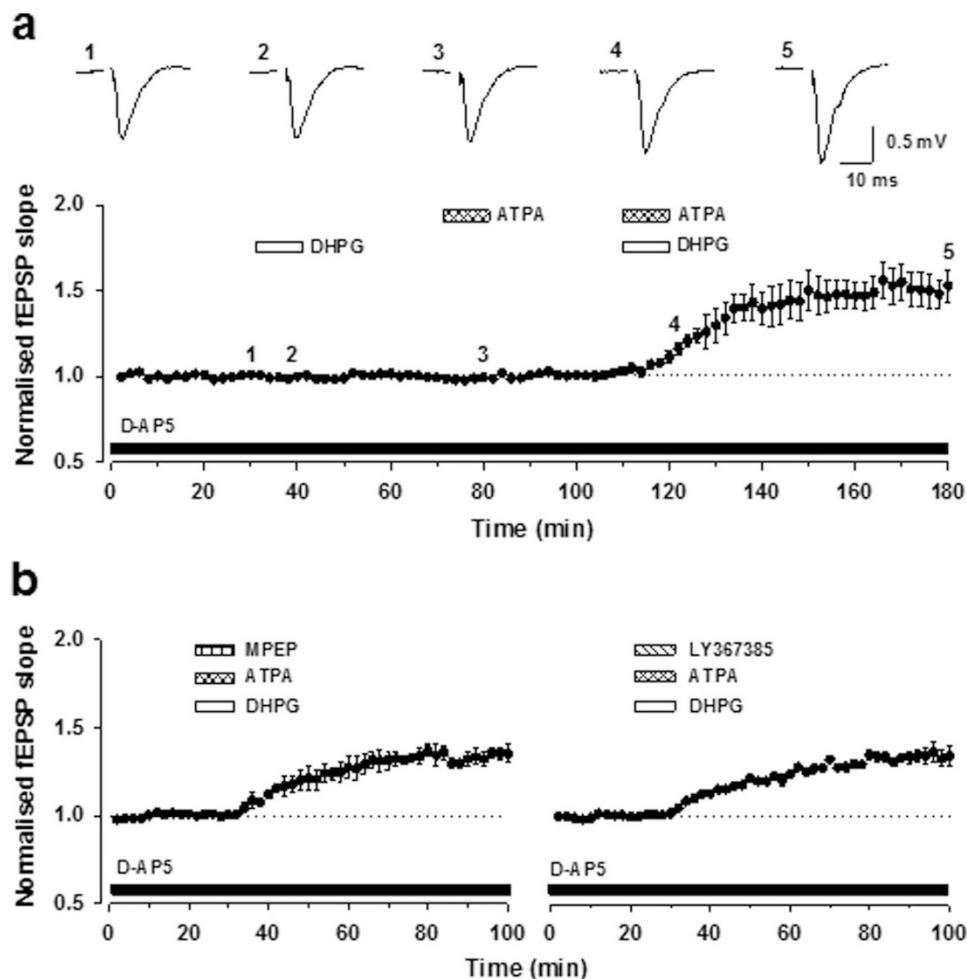 a
1 2 3 4 5
0.5 mV
10 ms
Normalised fEPSP slope
2.0
1.5
1.0
0.5
ATPA ATPA
DHPG DHPG
5
4
1 2 3
D-AP5
0 20 40 60 80 100 120 140 160 180
Time (min)
b
Normalised fEPSP slope
2.0
1.5
1.0
0.5
MPEP
ATPA
DHPG
D-AP5
0 20 40 60 80 100
Time (min)
LY367385
ATPA
DHPG
D-AP5
0 20 40 60 80 100
Time (min)